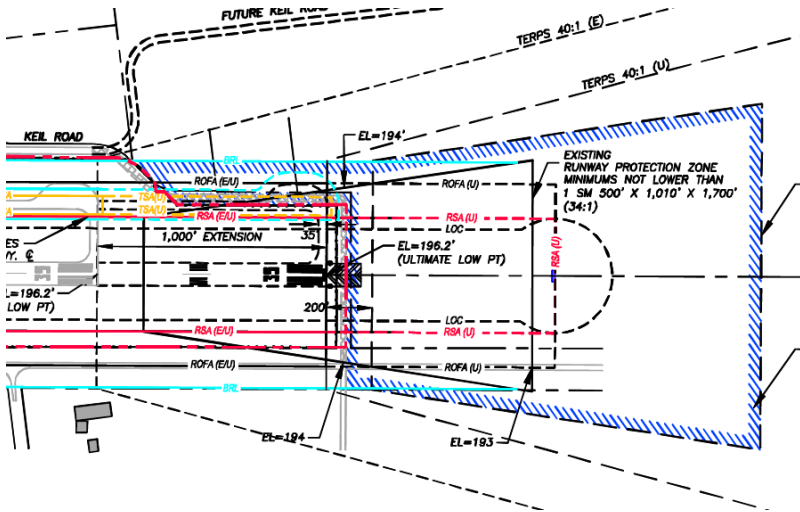 FUTURE KEIL ROAD
TERPS 40:1 (E)
TERPS 40:1 (U)
KEIL ROAD
EL=194'
BRL
EXISTING
RUNWAY PROTECTION ZONE
MINIMUMS NOT LOWER THAN
1 SM 500' X 1,010' X 1,700'
(34:1)
ROFA (E/U)
ROFA (U)
TSA(U)
TSA(U)
RSA (E/U)
RSA (U)
LOC
1,000' EXTENSION
35'
ES
Y. ℄
EL=196.2'
(ULTIMATE LOW PT)
RSA (U)
L=196.2'
LOW PT)
200'
LOC
RSA (E/U)
RSA (U)
ROFA (E/U)
ROFA (U)
BRL
EL=194
EL=193